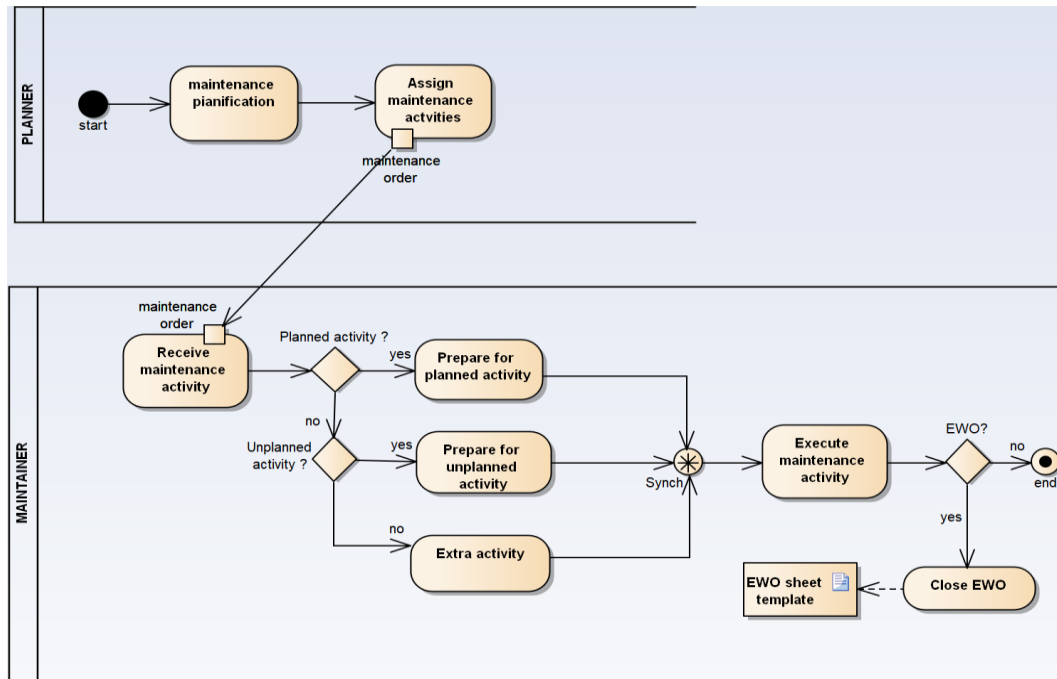 PLANNER
maintenance
pianification
Assign
maintenance
actvities
start
maintenance
order
MAINTAINER
maintenance
order
Receive
maintenance
activity
Planned activity ?
yes
Prepare for
planned activity
no
Unplanned
activity ?
yes
Prepare for
unplanned
activity
no
Extra activity
Synch
Execute
maintenance
activity
EWO?
no
end
yes
Close EWO
EWO sheet
template